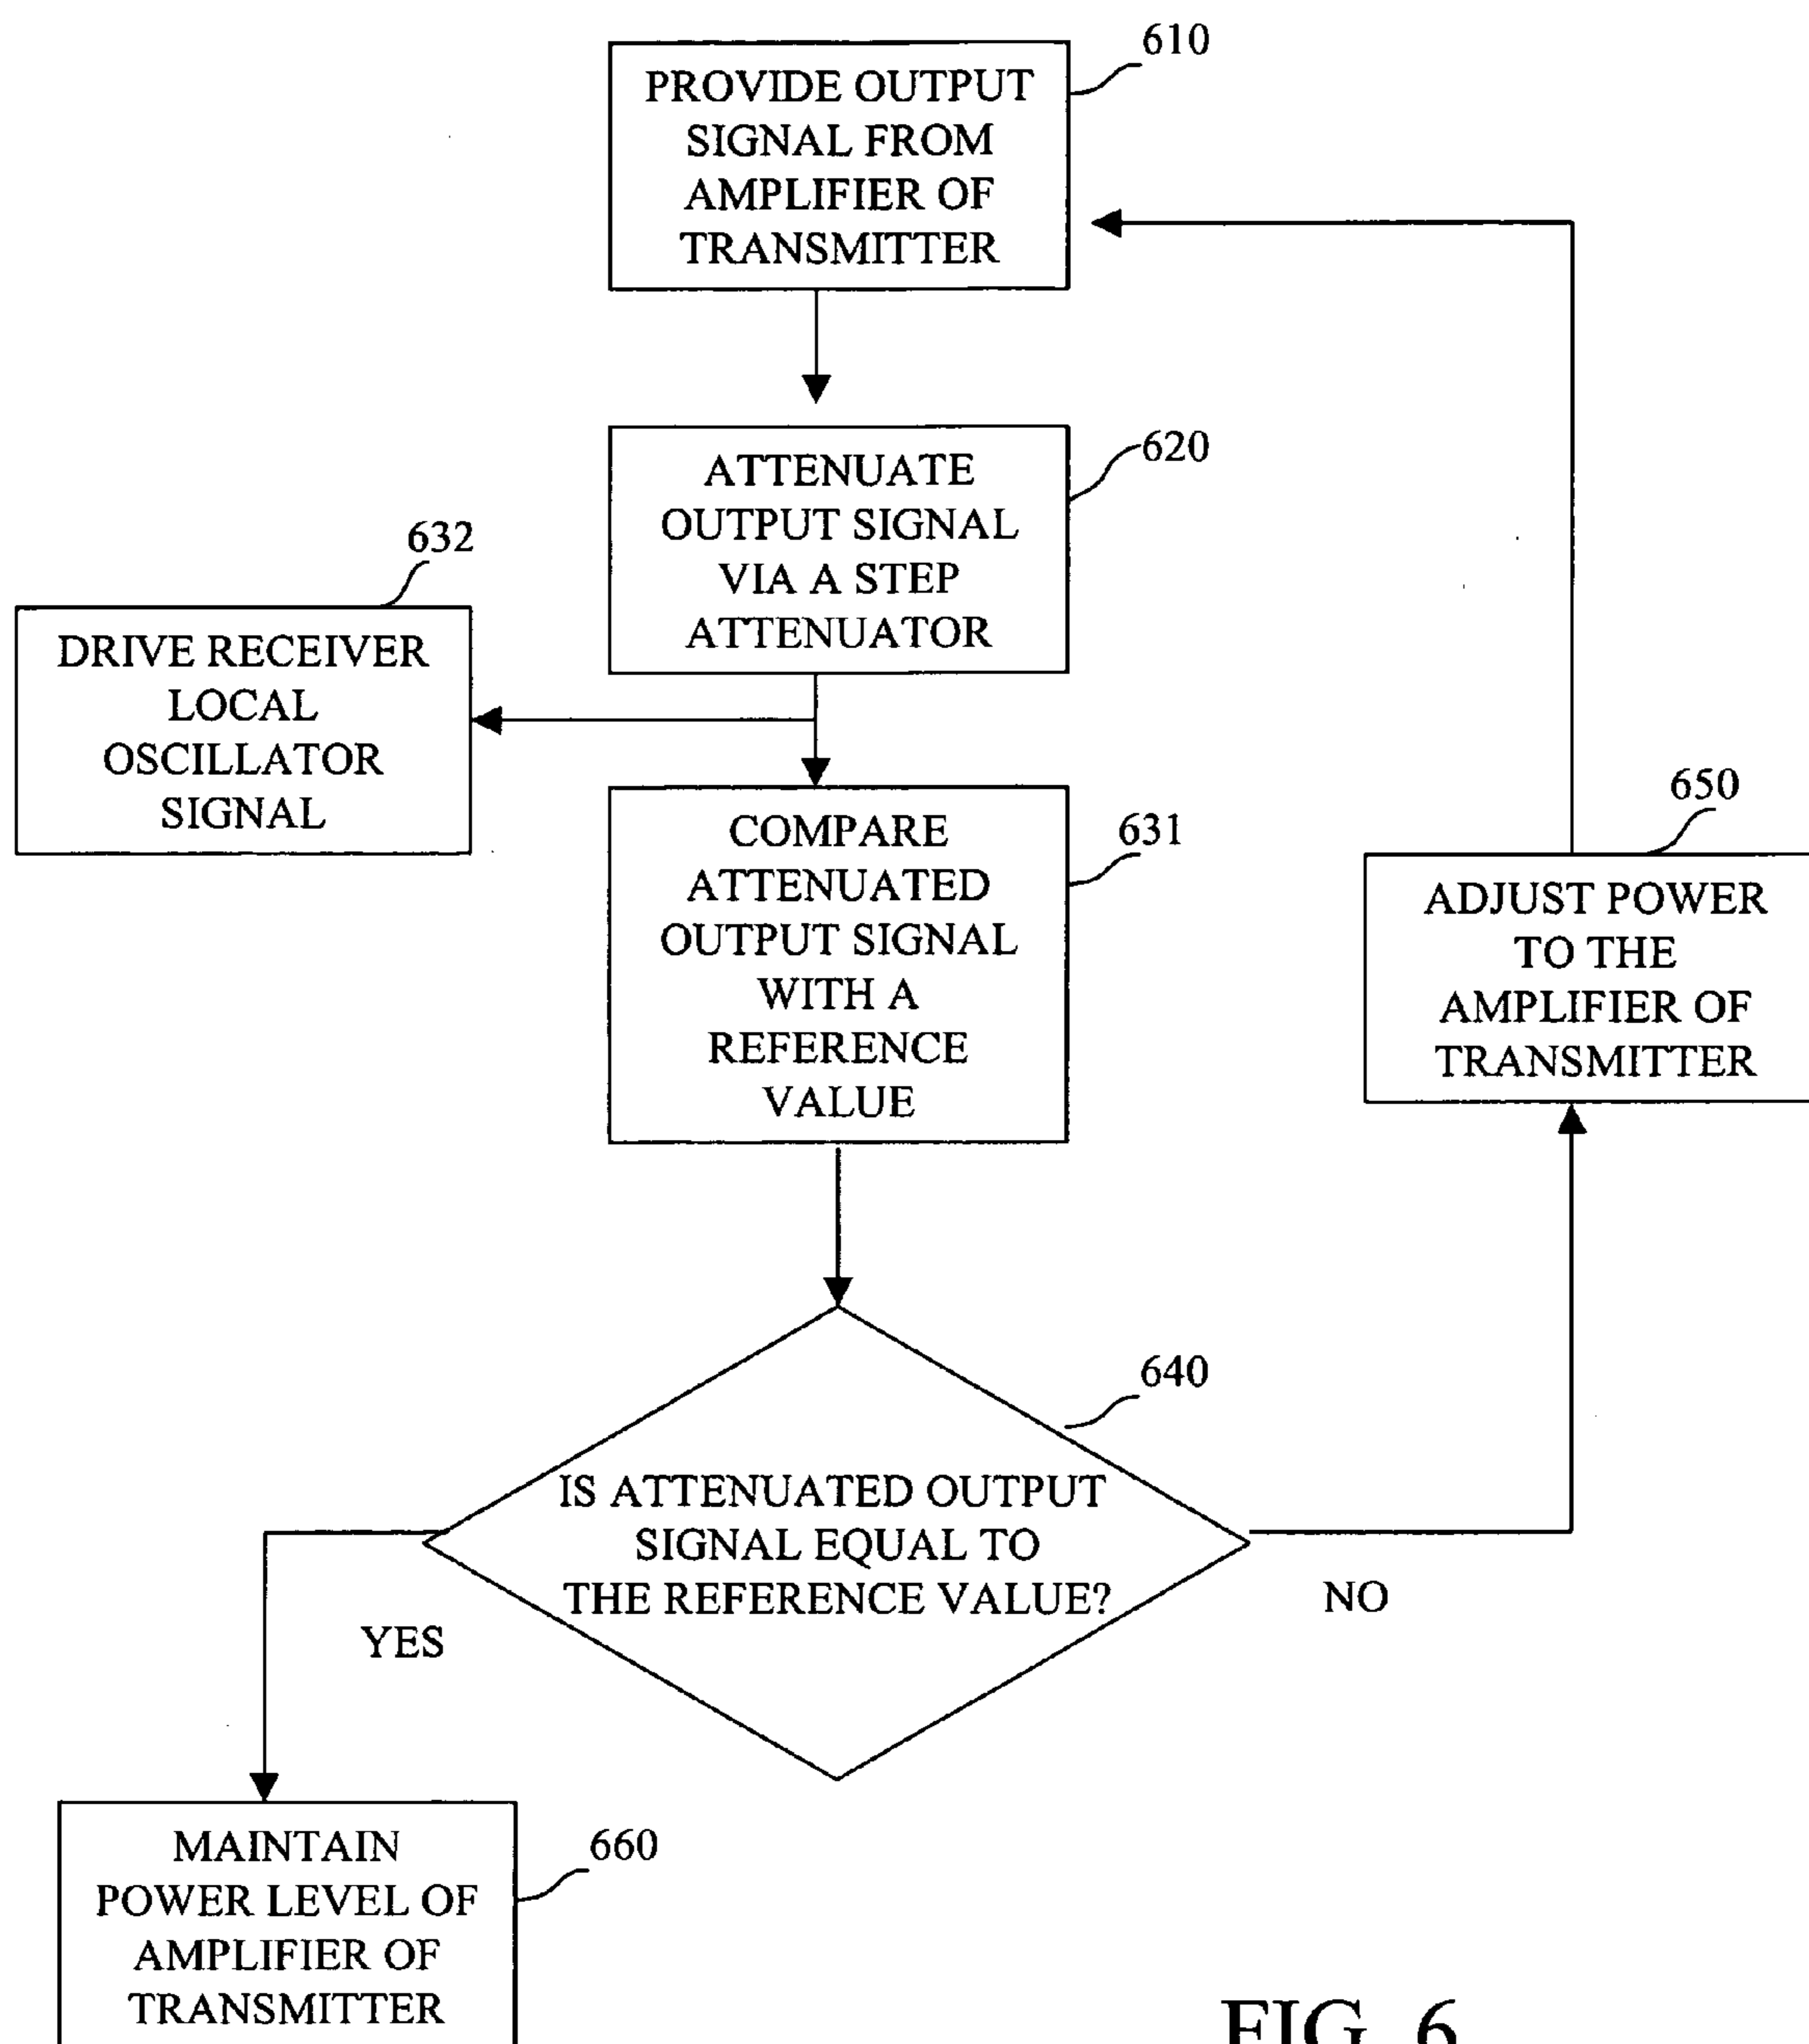 610
PROVIDE OUTPUT
SIGNAL FROM
AMPLIFIER OF
TRANSMITTER
620
ATTENUATE
OUTPUT SIGNAL
VIA A STEP
ATTENUATOR
632
DRIVE RECEIVER
LOCAL
OSCILLATOR
SIGNAL
631
COMPARE
ATTENUATED
OUTPUT SIGNAL
WITH A
REFERENCE
VALUE
650
ADJUST POWER
TO THE
AMPLIFIER OF
TRANSMITTER
640
IS ATTENUATED OUTPUT
SIGNAL EQUAL TO
THE REFERENCE VALUE?
NO
YES
660
MAINTAIN
POWER LEVEL OF
AMPLIFIER OF
TRANSMITTER
FIG. 6